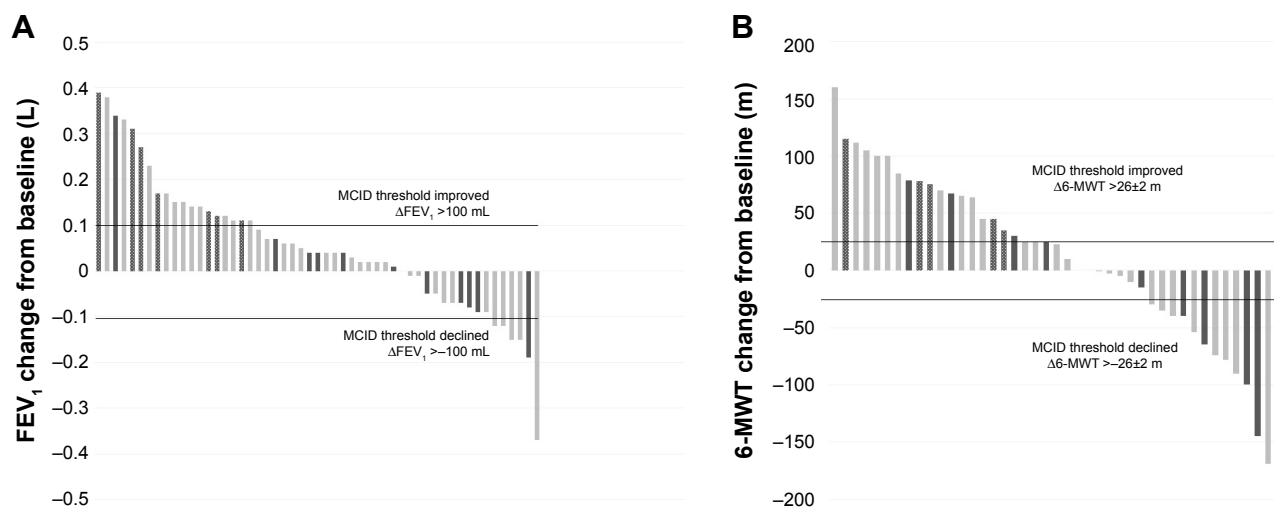 A
FEV₁ change from baseline (L)
0.5
0.4
0.3
0.2
0.1
0
–0.1
–0.2
–0.3
–0.4
–0.5
MCID threshold improved
ΔFEV₁ >100 mL
MCID threshold declined
ΔFEV₁ >–100 mL
B
6-MWT change from baseline (m)
200
150
100
50
0
–50
–100
–150
–200
MCID threshold improved
Δ6-MWT >26±2 m
MCID threshold declined
Δ6-MWT >–26±2 m